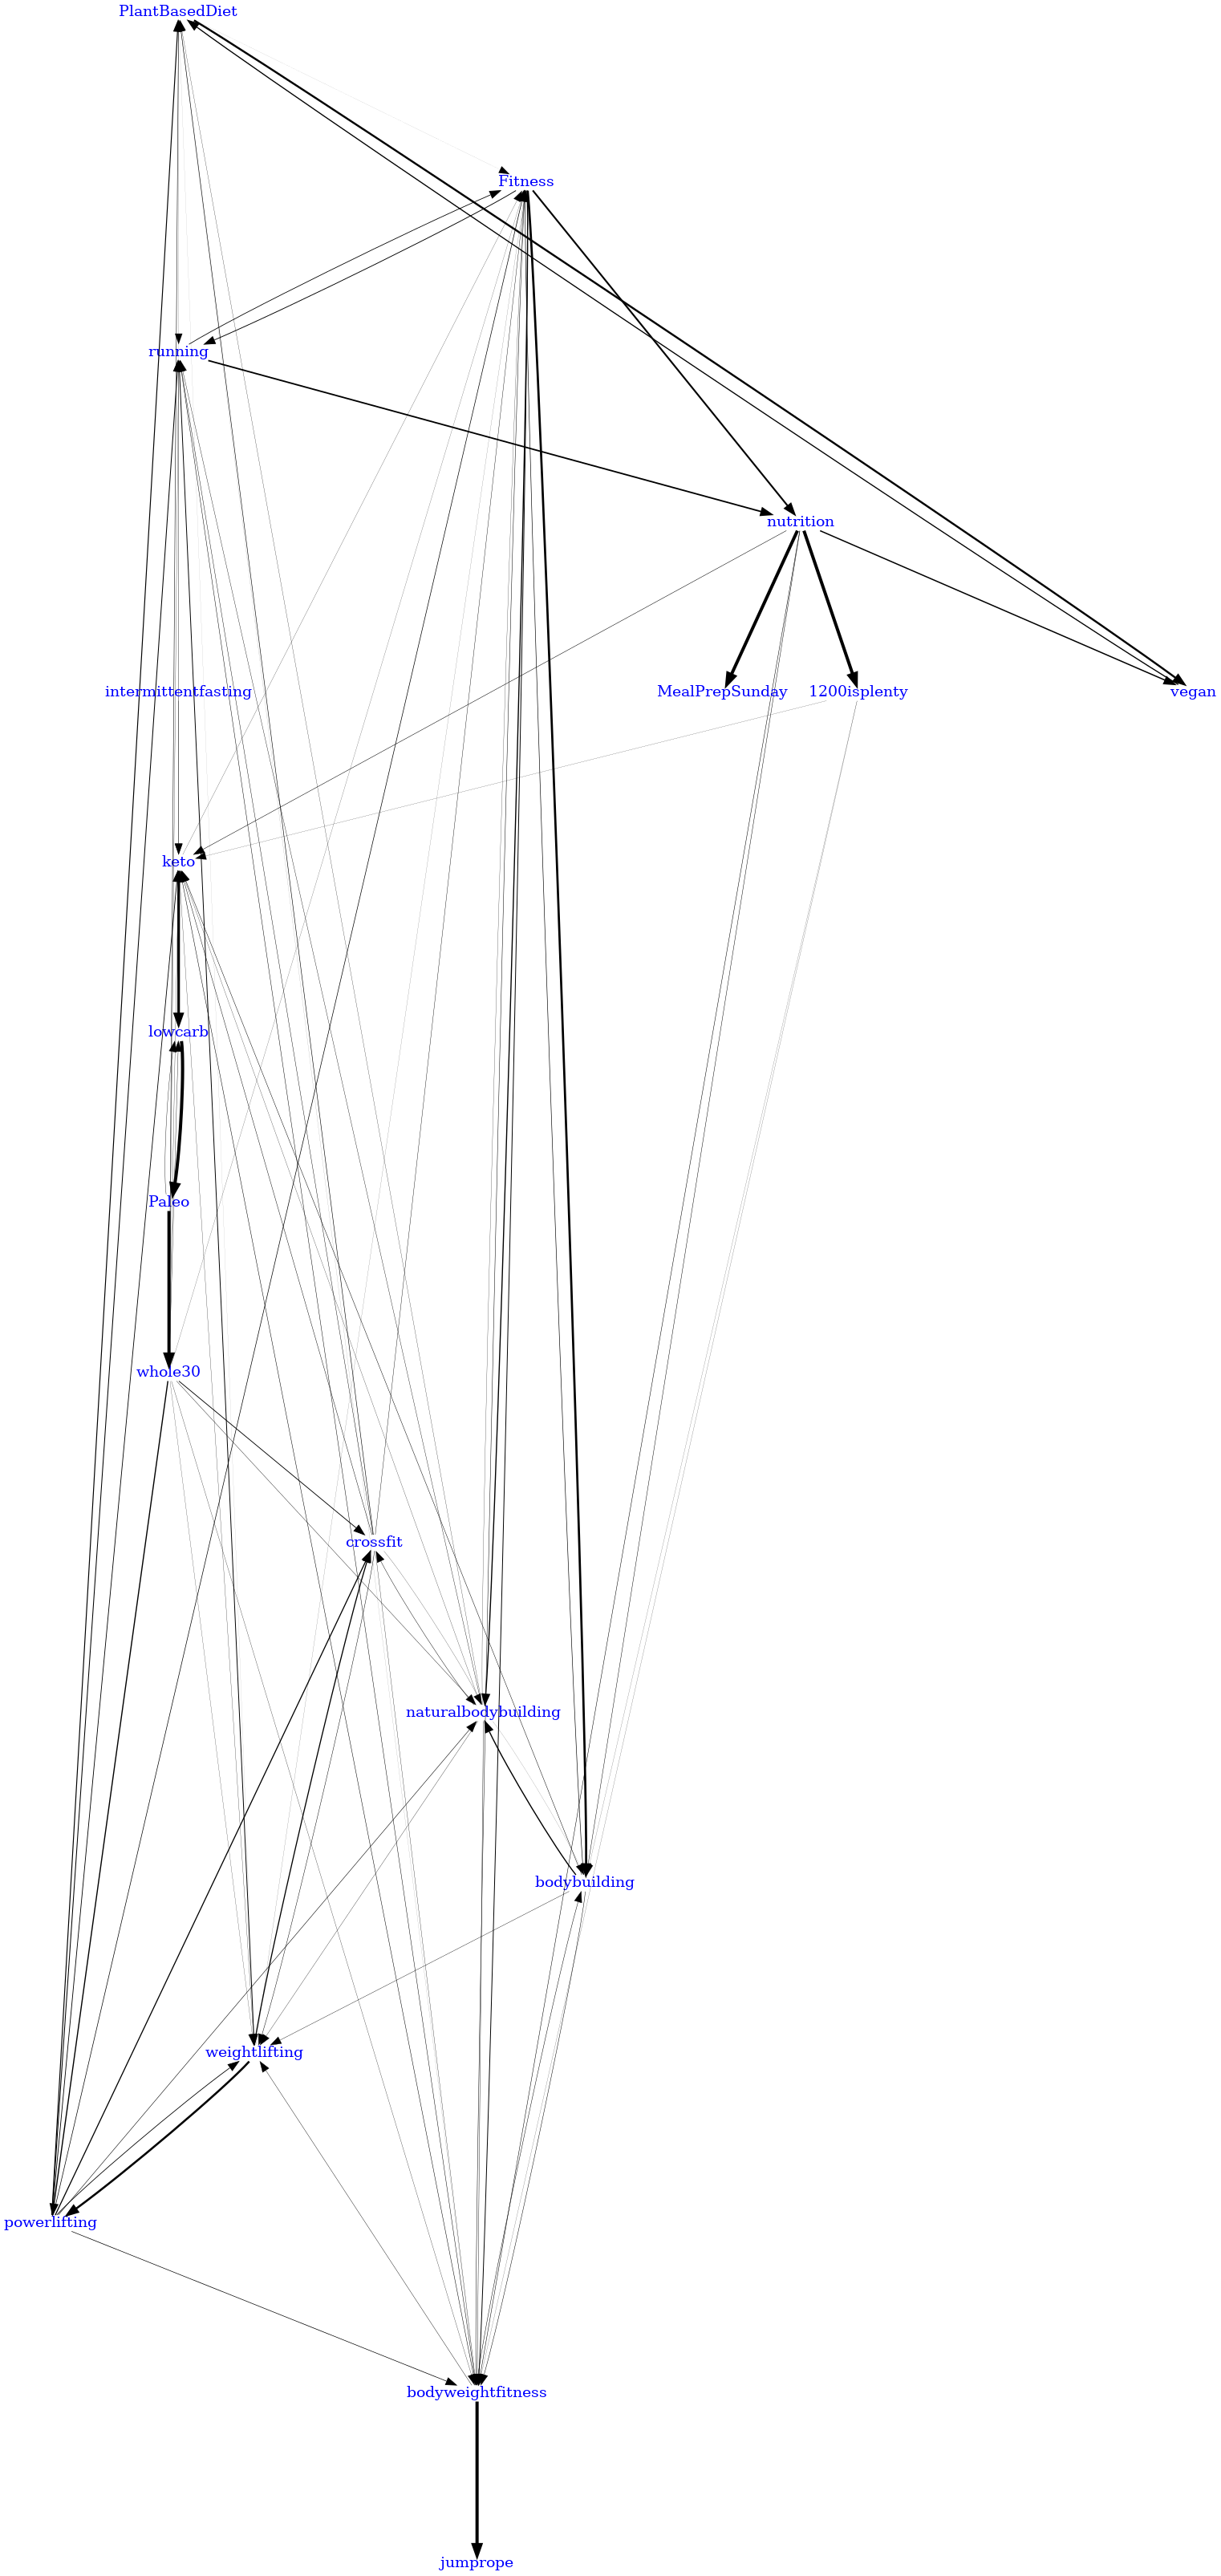 PlantBasedDiet
Fitness
running
nutrition
intermittentfasting
MealPrepSunday
1200isplenty
vegan
keto
lowcarb
Paleo
whole30
crossfit
naturalbodybuilding
bodybuilding
weightlifting
powerlifting
bodyweightfitness
jumprope